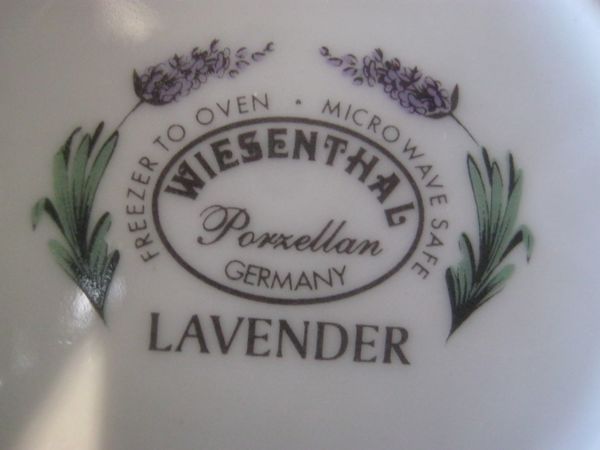 FREEZER TO OVEN · MICROWAVE SAFE
WIESENTHAL
Porzellan
GERMANY
LAVENDER